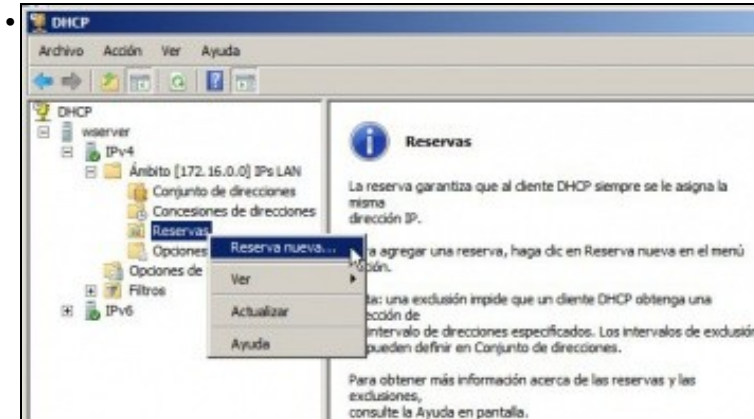 DHCP
Archivo Acción Ver Ayuda
DHCP
wserver
IPv4
Ámbito [172.16.0.0] IPs LAN
Conjunto de direcciones
Concesiones de direcciones
Reservas
Opciones
Opciones de
Filtros
IPv6
Reserva nueva...
Ver
Actualizar
Ayuda
Reservas
La reserva garantiza que al cliente DHCP siempre se le asigna la
misma
dirección IP.
ra agregar una reserva, haga clic en Reserva nueva en el menú
ción.
ta: una exclusión impide que un cliente DHCP obtenga una
ección de
intervalo de direcciones especificados. Los intervalos de exclusión
pueden definir en Conjunto de direcciones.
Para obtener más información acerca de las reservas y las
exclusiones,
consulte la Ayuda en pantalla.